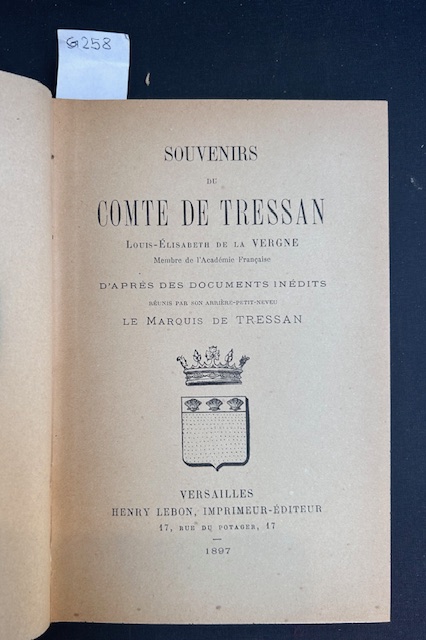 G258
SOUVENIRS
DU
COMTE DE TRESSAN
LOUIS-ÉLISABETH DE LA VERGNE
Membre de l'Académie Française
D'APRÈS DES DOCUMENTS INÉDITS
RÉUNIS PAR SON ARRIÈRE-PETIT-NEVEU
LE MARQUIS DE TRESSAN
VERSAILLES
HENRY LEBON, IMPRIMEUR-ÉDITEUR
17, RUE DU POTAGER, 17
1897